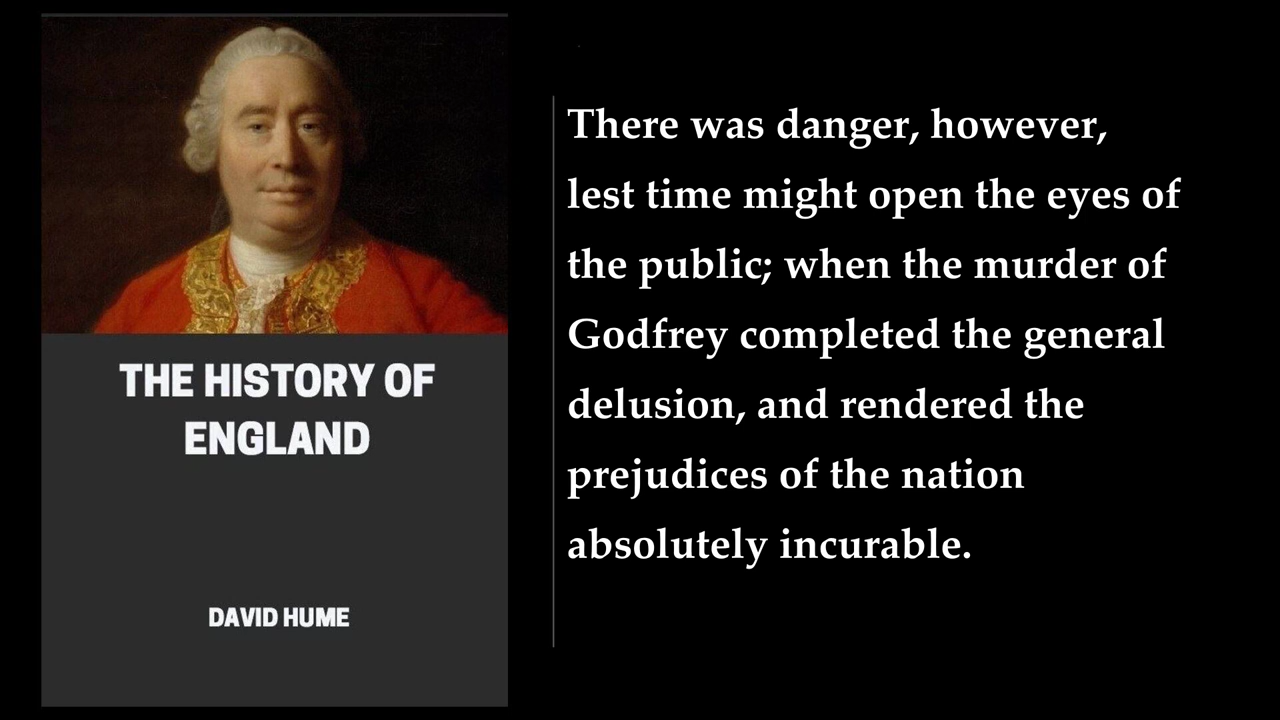 THE HISTORY OF
ENGLAND
DAVID HUME
There was danger, however,
lest time might open the eyes of
the public; when the murder of
Godfrey completed the general
delusion, and rendered the
prejudices of the nation
absolutely incurable.